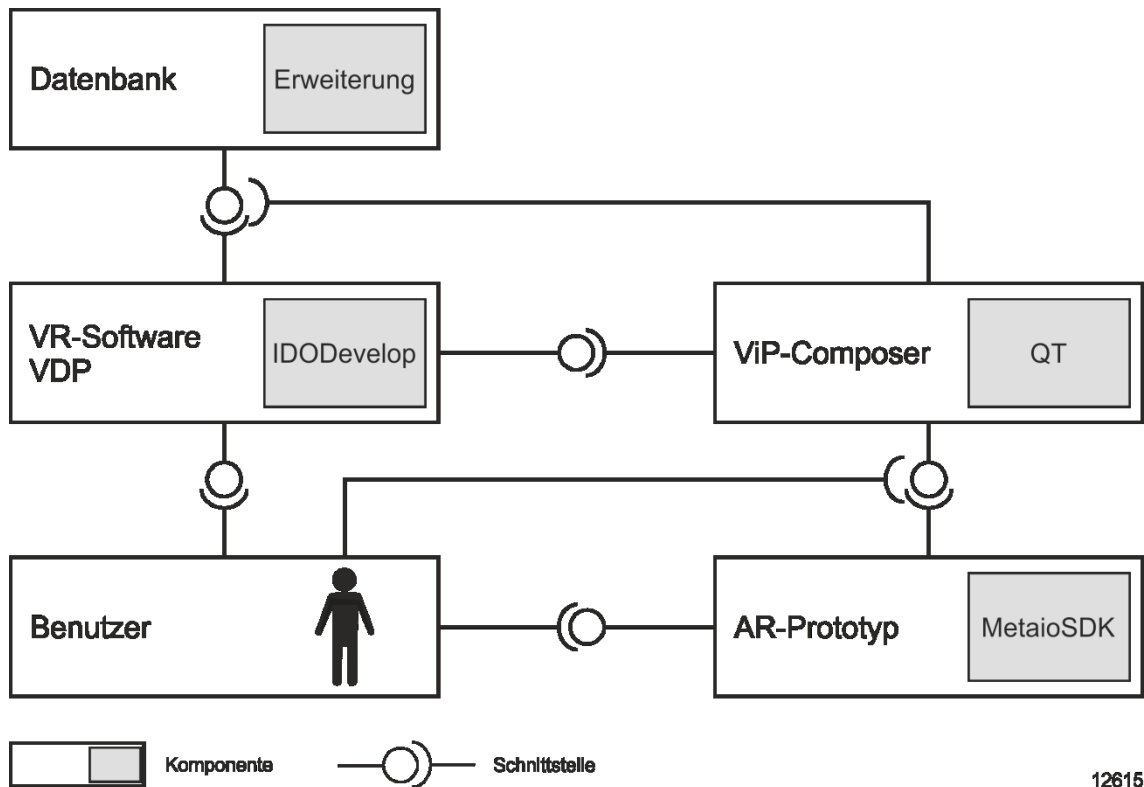 Datenbank
Erweiterung
VR-Software
VDP
IDODevelop
ViP-Composer
QT
Benutzer
AR-Prototyp
MetaioSDK
Komponente
Schnittstelle
12615